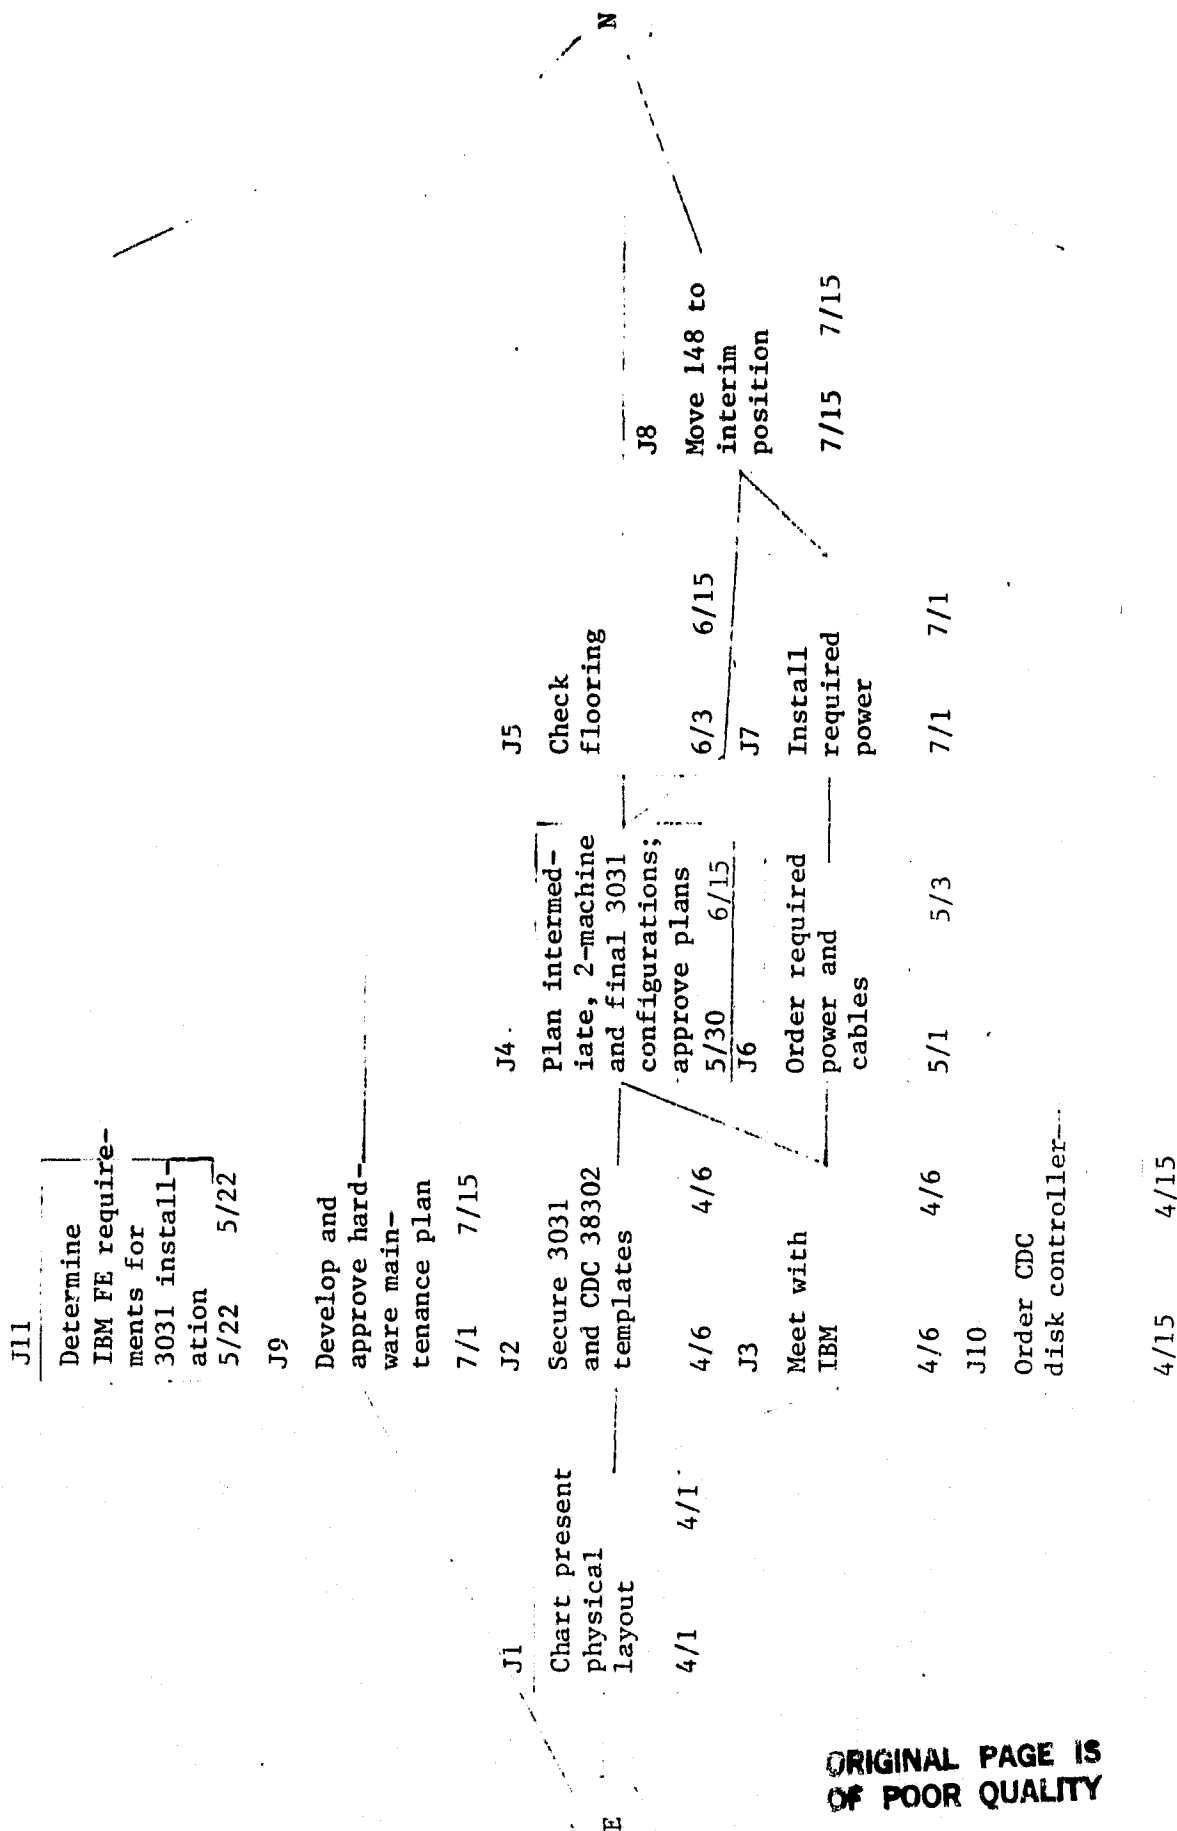 J11
Determine
IBM FE require-
ments for
3031 install-
ation
5/22 5/22
J9
Develop and
approve hard-
ware main-
tenance plan
7/1 7/15
J1
Chart present
physical
layout
4/1 4/1
J2
Secure 3031
and CDC 38302
templates
4/6 4/6
J3
Meet with
IBM
4/6 4/6
J10
Order CDC
disk controller
4/15 4/15
J4
Plan intermed-
iate, 2-machine
and final 3031
configurations;
approve plans
5/30 6/15
J6
Order required
power and
cables
5/1 5/3
J5
Check
flooring
6/3 6/15
J7
Install
required
power
7/1 7/1
J8
Move 148 to
interim
position
7/15 7/15
E
N
ORIGINAL PAGE IS
OF POOR QUALITY